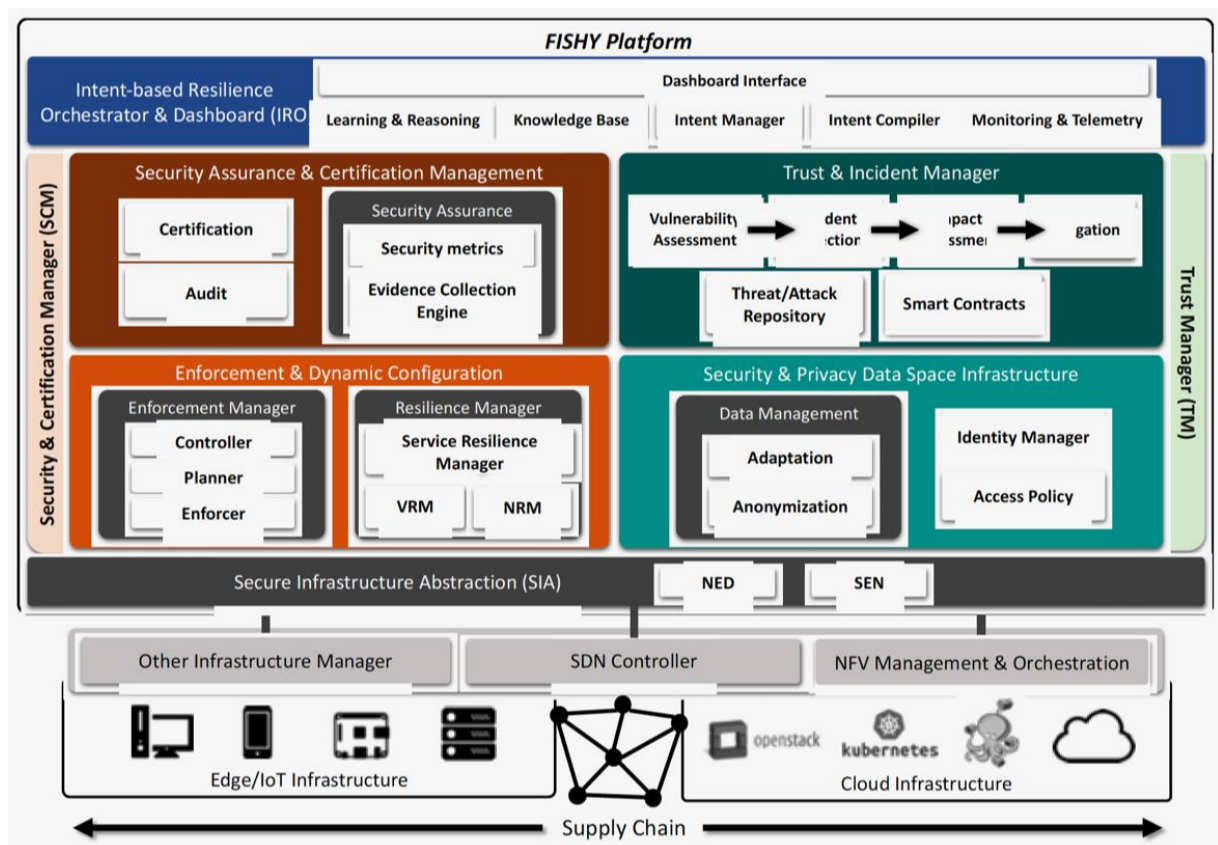 FISHY Platform
Intent-based Resilience
Orchestrator & Dashboard (IRO)
Dashboard Interface
Learning & Reasoning
Knowledge Base
Intent Manager
Intent Compiler
Monitoring & Telemetry
Security & Certification Manager (SCM)
Security Assurance & Certification Management
Certification
Audit
Security Assurance
Security metrics
Evidence Collection
Engine
Trust & Incident Manager
Vulnerability
Assessment
Threat/Attack
Repository
Smart Contracts
Trust Manager (TM)
Enforcement & Dynamic Configuration
Enforcement Manager
Controller
Planner
Enforcer
Resilience Manager
Service Resilience
Manager
VRM
NRM
Security & Privacy Data Space Infrastructure
Data Management
Adaptation
Anonymization
Identity Manager
Access Policy
Secure Infrastructure Abstraction (SIA)
NED
SEN
Other Infrastructure Manager
SDN Controller
NFV Management & Orchestration
Edge/IoT Infrastructure
openstack
kubernetes
Cloud Infrastructure
Supply Chain